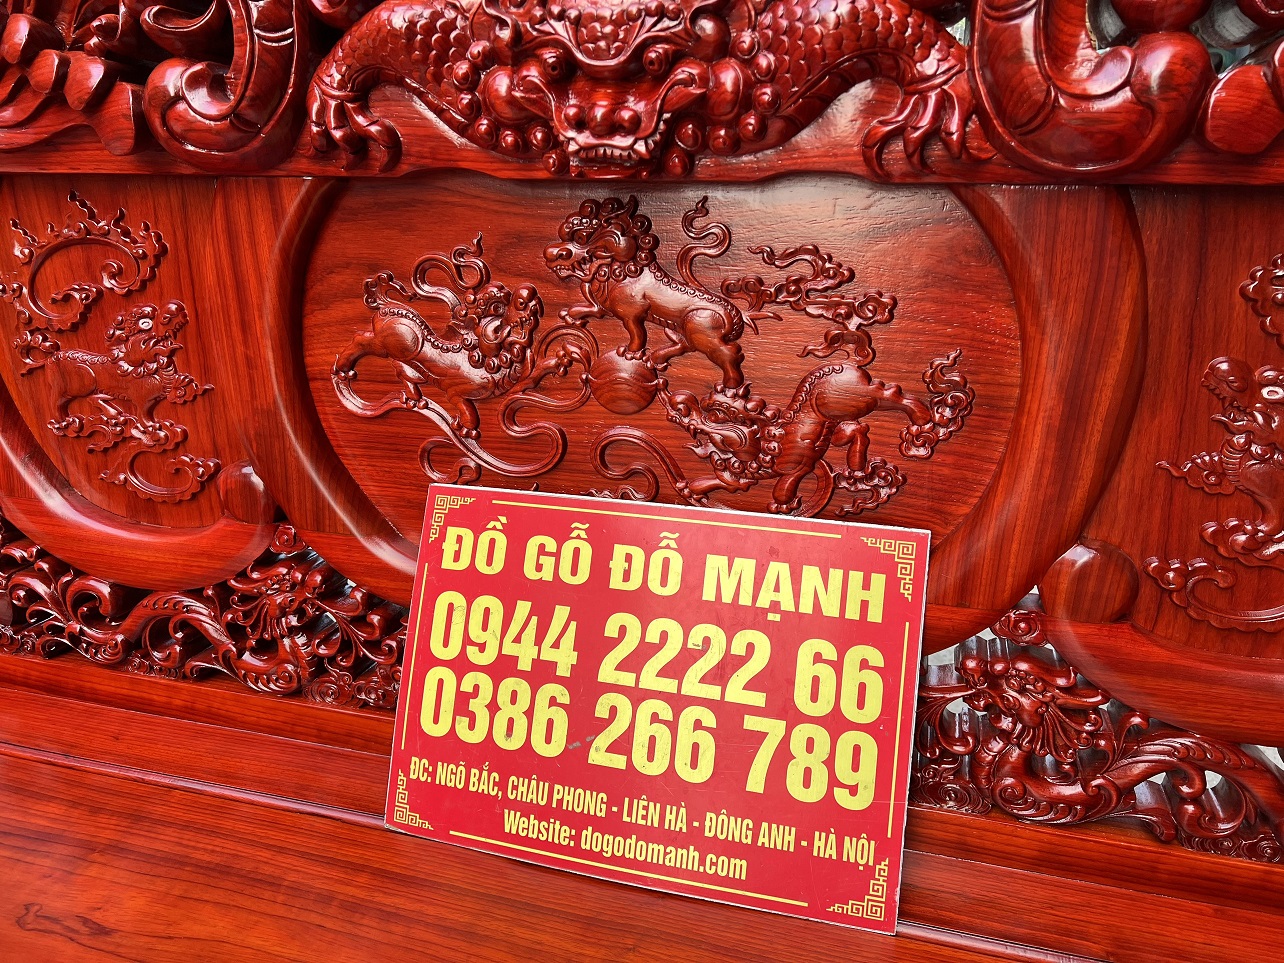 ĐỒ GỖ ĐỖ MẠNH
0944 2222 66
0386 266 789
ĐC: NGÕ BẮC, CHÂU PHONG - LIÊN HÀ - ĐÔNG ANH - HÀ NỘI
Website: dogodomanh.com